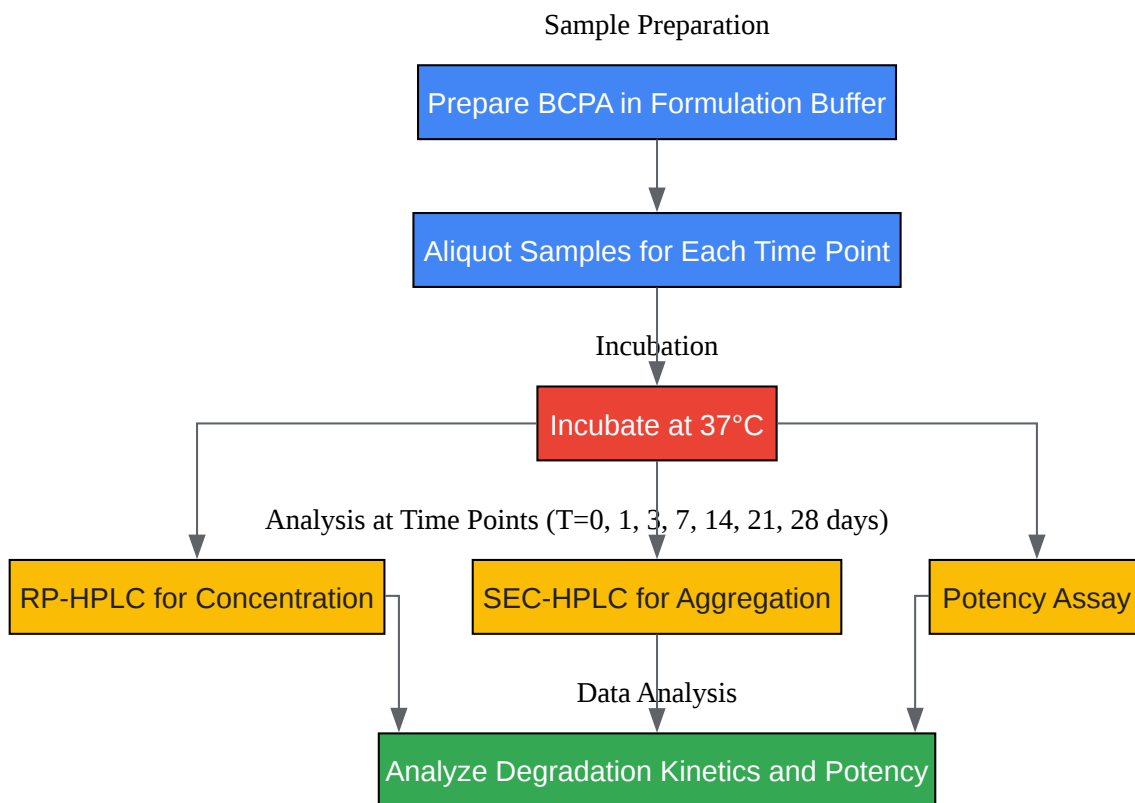 Sample Preparation
Prepare BCPA in Formulation Buffer
Aliquot Samples for Each Time Point
Incubation
Incubate at 37°C
Analysis at Time Points (T=0, 1, 3, 7, 14, 21, 28 days)
RP-HPLC for Concentration
SEC-HPLC for Aggregation
Potency Assay
Data Analysis
Analyze Degradation Kinetics and Potency